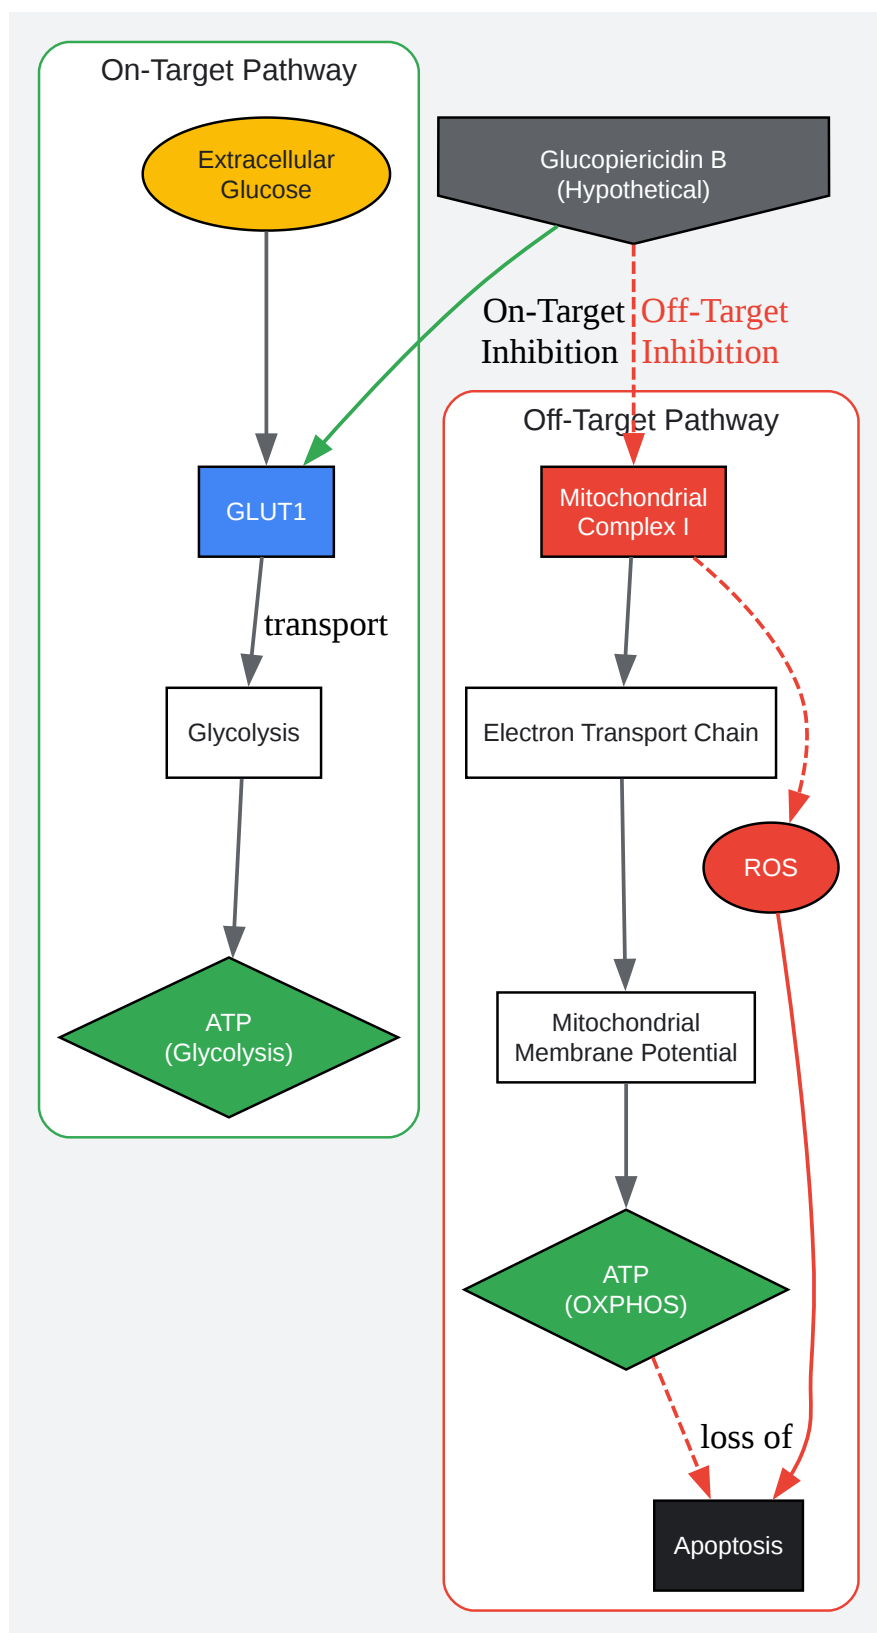 On-Target Pathway
Extracellular
Glucose
Glucopiericidin B
(Hypothetical)
On-Target
Inhibition
Off-Target
Inhibition
Off-Target Pathway
GLUT1
Mitochondrial
Complex I
transport
Glycolysis
Electron Transport Chain
ROS
ATP
(Glycolysis)
Mitochondrial
Membrane Potential
ATP
(OXPHOS)
loss of
Apoptosis